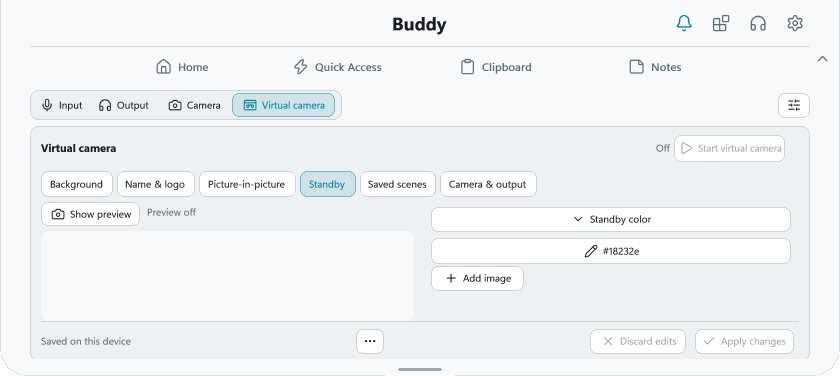 Buddy
Home
Quick Access
Clipboard
Notes
Input
Output
Camera
Virtual camera
Virtual camera
Off
Start virtual camera
Background
Name & logo
Picture-in-picture
Standby
Saved scenes
Camera & output
Show preview
Preview off
Standby color
#18232e
Add image
Saved on this device
Discard edits
Apply changes